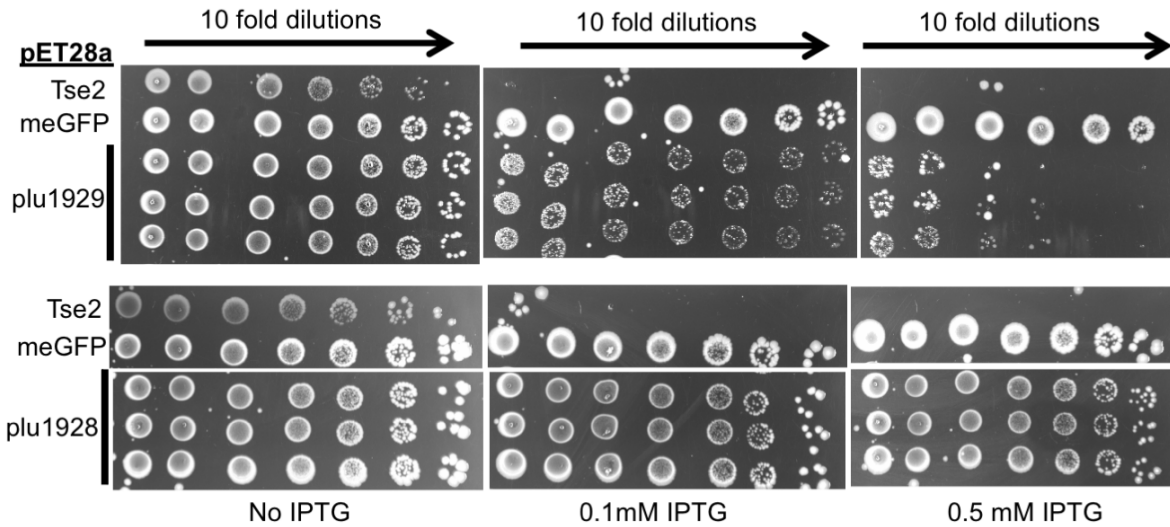 10 fold dilutions
10 fold dilutions
10 fold dilutions
pET28a
Tse2
meGFP
plu1929
Tse2
meGFP
plu1928
No IPTG
0.1mM IPTG
0.5 mM IPTG